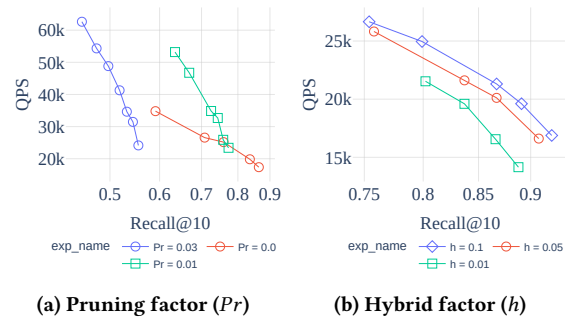 60k
50k
40k
30k
20k
QPS
0.5 0.6 0.7 0.8 0.9
Recall@10
exp_name Pr = 0.03 Pr = 0.0
Pr = 0.01
(a) Pruning factor (Pr)
25k
20k
15k
QPS
0.75 0.8 0.85 0.9
Recall@10
exp_name h = 0.1 h = 0.05
h = 0.01
(b) Hybrid factor (h)